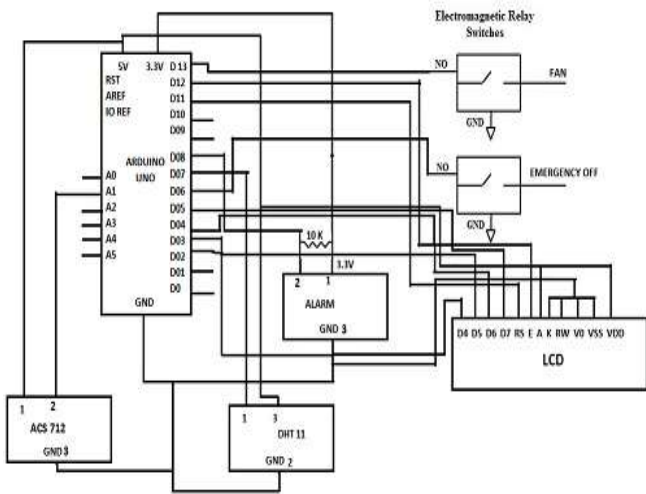 Electromagnetic Relay
Switches
5V 3.3V
D 13
RST D12
AREF D11
IO REF D10
D09
ARDUINO
UNO
D08
D07
A0
A1 D06
A2 D05
A3 D04
A4 D03
A5 D02
D01
D0
GND
NO
FAN
GND
NO
EMERGENCY OFF
GND
10 K
3.3V
2 1
ALARM
GND 3
D4 D5 D6 D7 RS E A K RW V0 VSS VDD
LCD
1 2
ACS 712
GND 3
1 3
DHT 11
GND 2